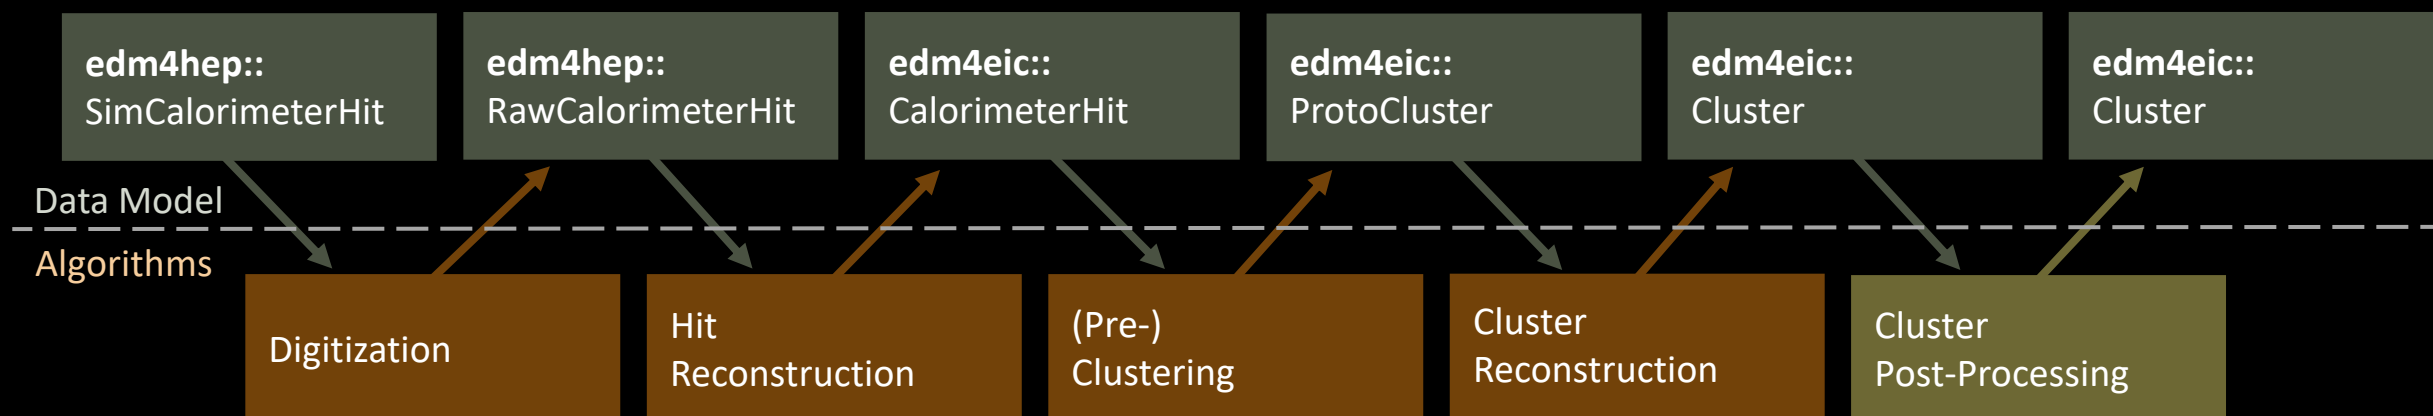 edm4hep::
SimCalorimeterHit
edm4hep::
RawCalorimeterHit
edm4eic::
CalorimeterHit
edm4eic::
ProtoCluster
edm4eic::
Cluster
edm4eic::
Cluster
Data Model
Algorithms
Digitization
Hit
Reconstruction
(Pre-)
Clustering
Cluster
Reconstruction
Cluster
Post-Processing